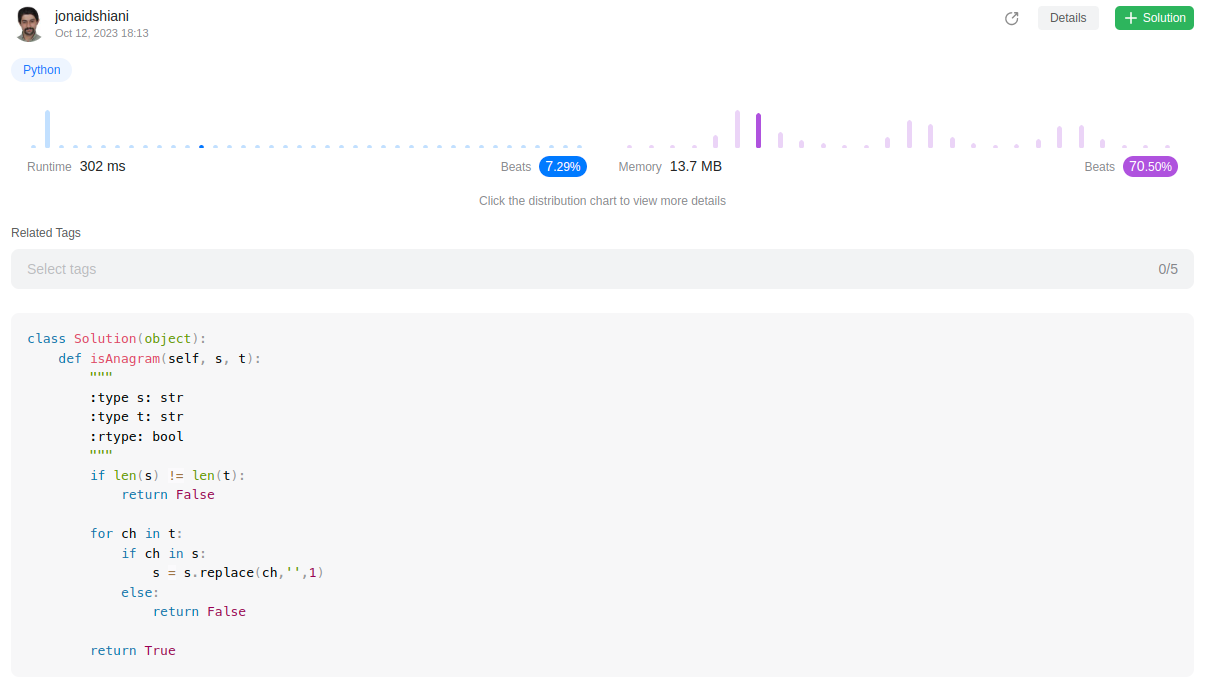 jonaidshiani
Oct 12, 2023 18:13
Details
Solution
Python
Runtime 302 ms
Beats 7.29%
Memory 13.7 MB
Beats 70.50%
Click the distribution chart to view more details
Related Tags
Select tags
0/5
class Solution(object):
    def isAnagram(self, s, t):
        """
        :type s: str
        :type t: str
        :rtype: bool
        """
        if len(s) != len(t):
            return False

        for ch in t:
            if ch in s:
                s = s.replace(ch,'',1)
            else:
                return False

        return True